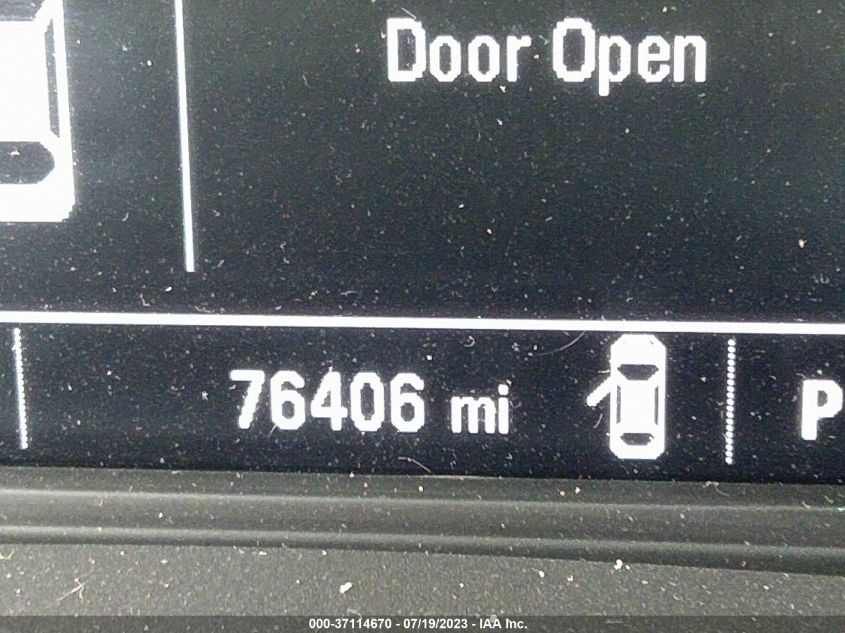 Door Open
76406 mi
P
000-37114670 - 07/19/2023 - IAA Inc.